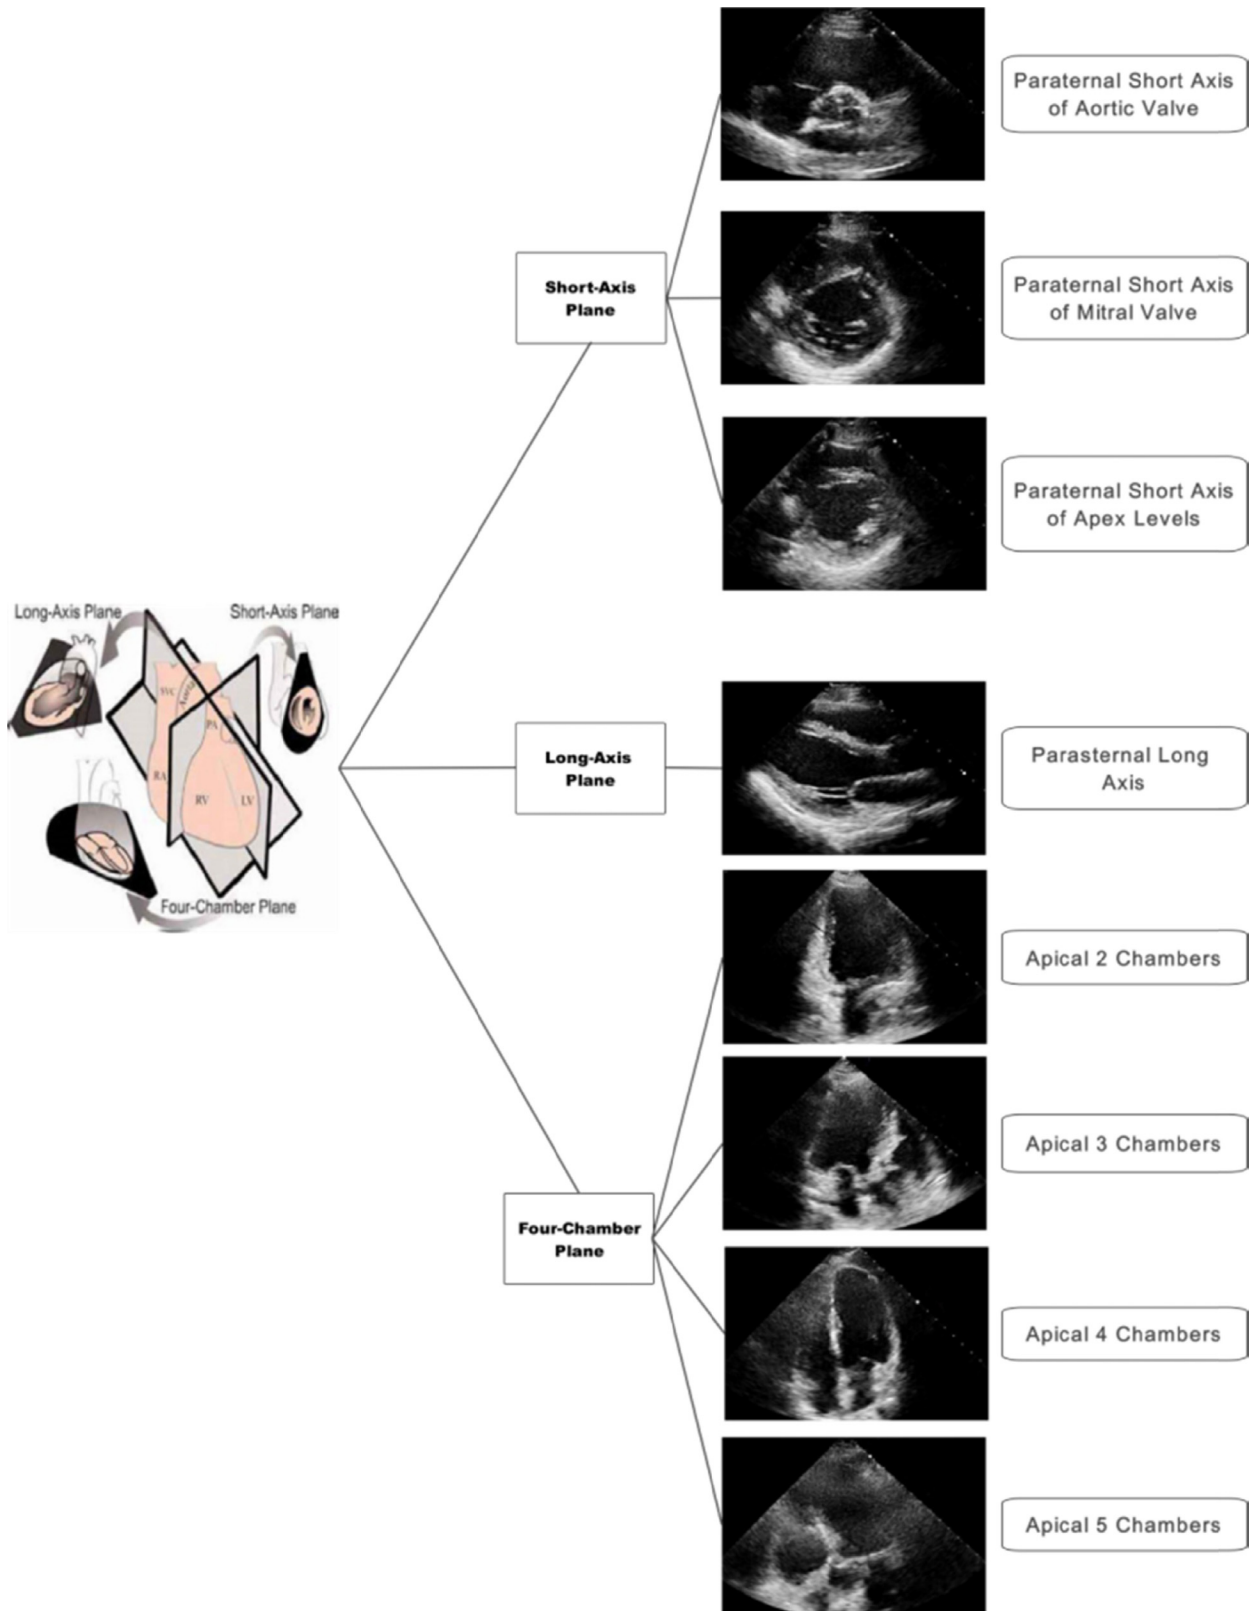 Paraternal Short Axis
of Aortic Valve
Short-Axis
Plane
Paraternal Short Axis
of Mitral Valve
Paraternal Short Axis
of Apex Levels
Long-Axis Plane
Short-Axis Plane
SVC
Aorta
PA
RA
RV
LV
Four-Chamber Plane
Long-Axis
Plane
Parasternal Long
Axis
Apical 2 Chambers
Apical 3 Chambers
Four-Chamber
Plane
Apical 4 Chambers
Apical 5 Chambers